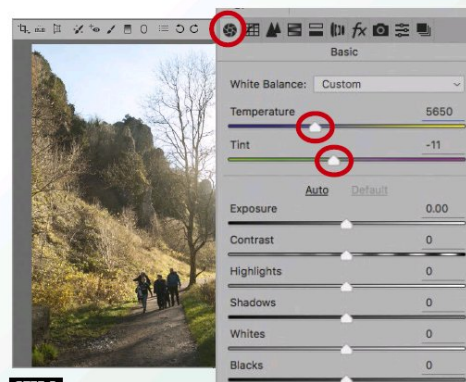 fx
Basic
White Balance: Custom
Temperature 5650
Tint -11
Auto Default
Exposure 0.00
Contrast 0
Highlights 0
Shadows 0
Whites 0
Blacks 0